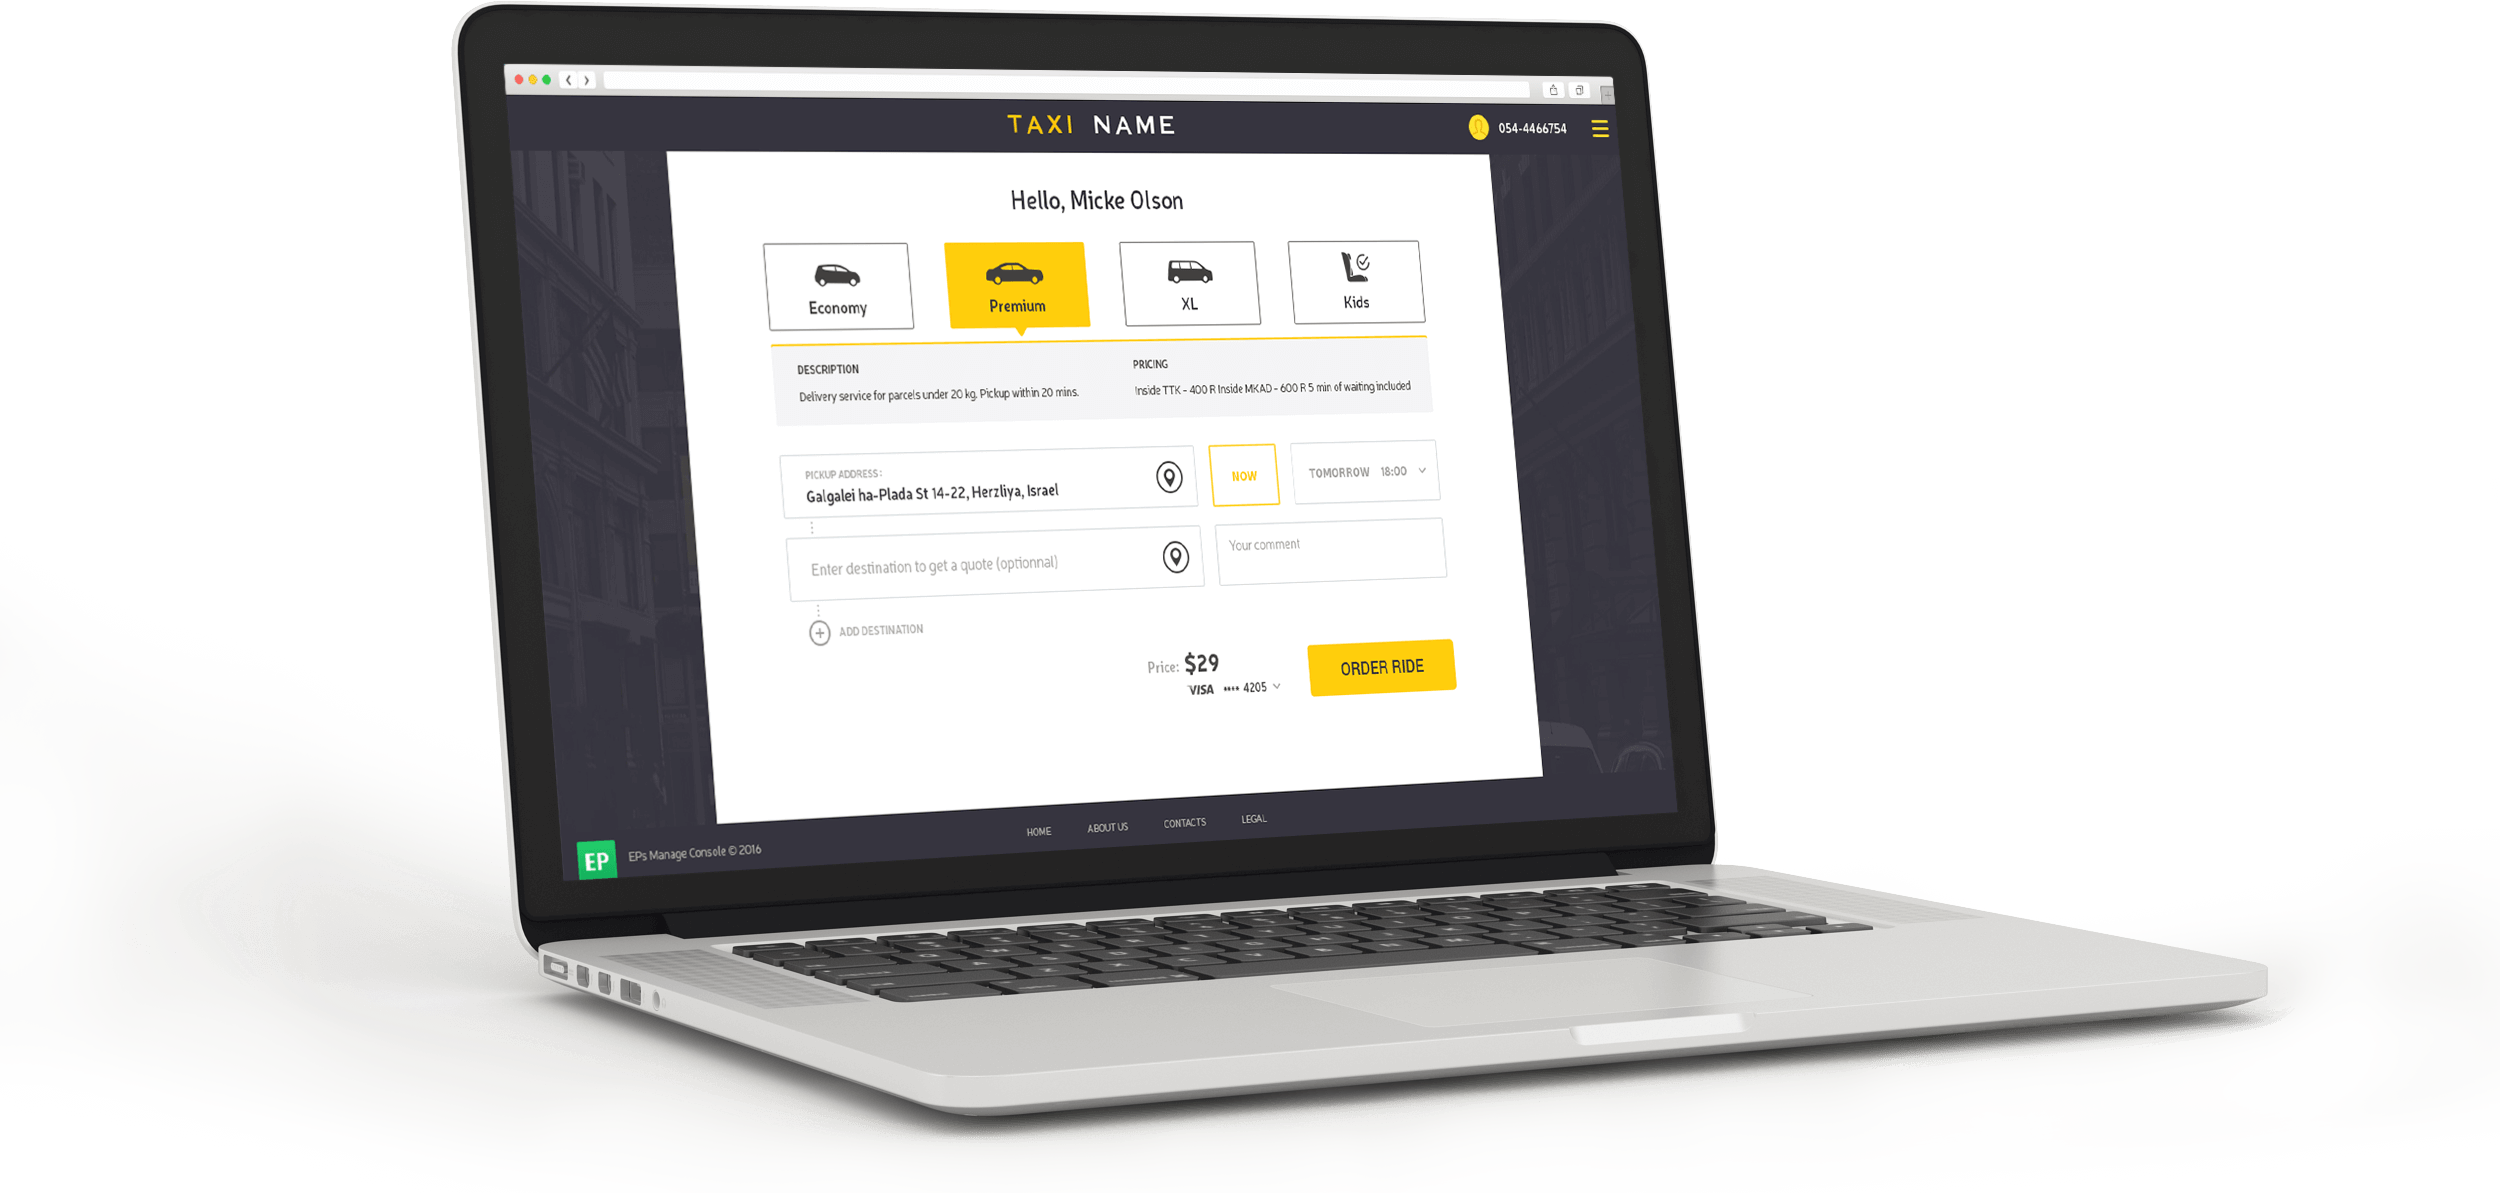 TAXI NAME
054-4466754
Hello, Micke Olson
Economy
Premium
XL
Kids
DESCRIPTION
Delivery service for parcels under 20 kg. Pickup within 20 mins.
PRICING
Inside TTK - 400 R Inside MKAD - 600 R 5 min of waiting included
PICKUP ADDRESS:
Galgalei ha-Plada St 14-22, Herzliya, Israel
NOW
TOMORROW 18:00
Enter destination to get a quote (optionnal)
Your comment
ADD DESTINATION
Price: $29
VISA •••• 4205
ORDER RIDE
HOME ABOUT US CONTACTS LEGAL
EP EPs Manage Console © 2016